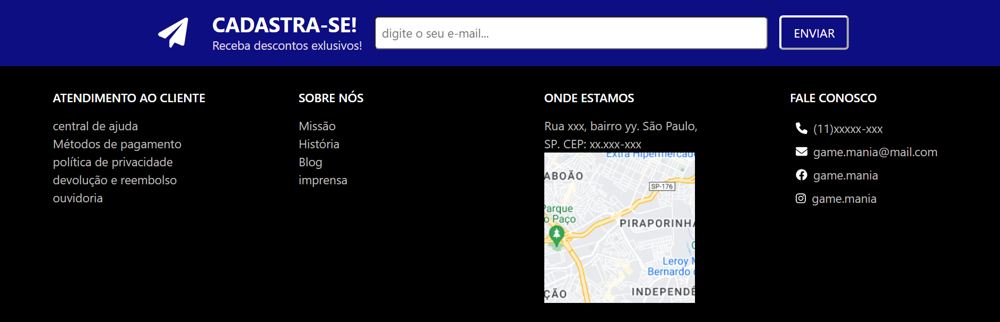 CADASTRA-SE!
Receba descontos exlusivos!
digite o seu e-mail...
ENVIAR
ATENDIMENTO AO CLIENTE
central de ajuda
Métodos de pagamento
política de privacidade
devolução e reembolso
ouvidoria
SOBRE NÓS
Missão
História
Blog
imprensa
ONDE ESTAMOS
Rua xxx, bairro yy. São Paulo,
SP. CEP: xx.xxx-xxx
Extra Hipermercad
ABOÃO
SP-176
Parque
o Paço
PIRAPORINHA
Leroy M
Bernardo
INDEPENDÊ
ÇÃO
FALE CONOSCO
(11)xxxxx-xxx
game.mania@mail.com
game.mania
game.mania